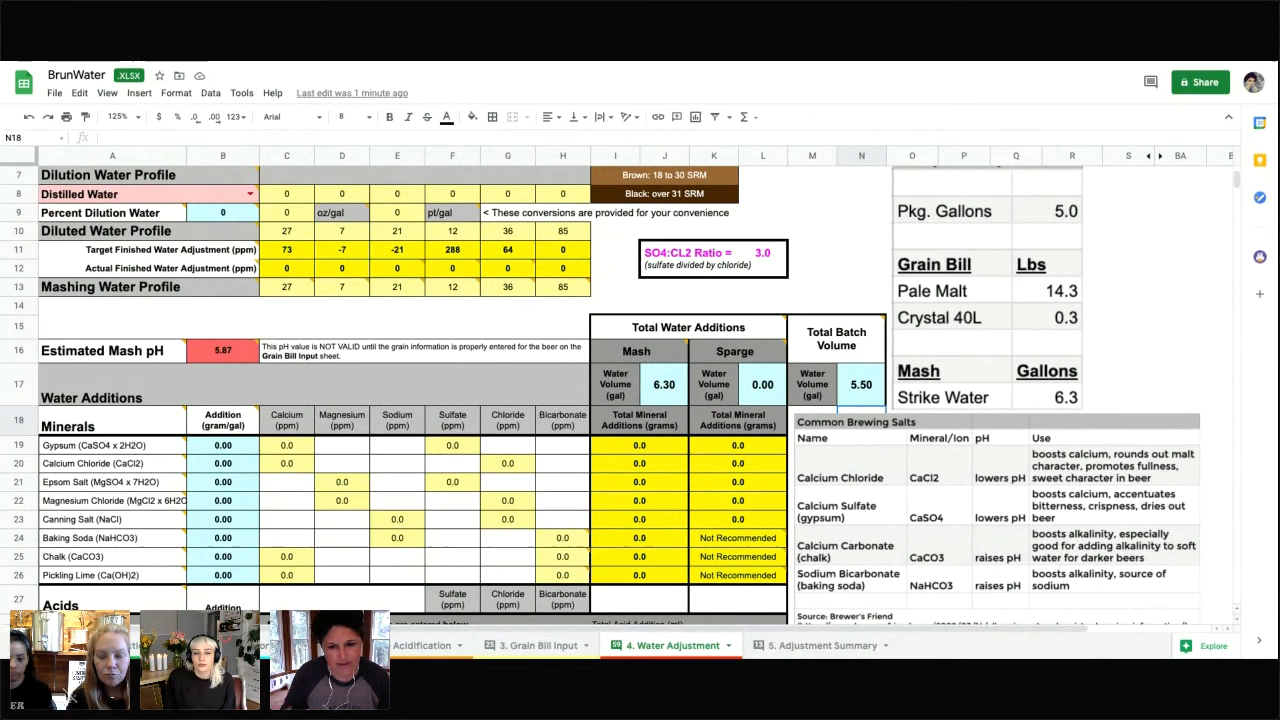 BrunWater .XLSX
File Edit View Insert Format Data Tools Help Last edit was 1 minute ago
Share
125% $ % .0 .00 123 Arial 8 B I S A
N18 fx
A B C D E F G H I J K L M N O P Q R S BA
7 Dilution Water Profile Brown: 18 to 30 SRM
8 Distilled Water 0 0 0 0 0 0 Black: over 31 SRM
9 Percent Dilution Water 0 0 oz/gal 0 pt/gal < These conversions are provided for your convenience
10 Diluted Water Profile 27 7 21 12 36 85
11 Target Finished Water Adjustment (ppm) 73 -7 -21 288 64 0
12 Actual Finished Water Adjustment (ppm) 0 0 0 0 0 0
13 Mashing Water Profile 27 7 21 12 36 85
SO4:CL2 Ratio = 3.0
(sulfate divided by chloride)
14
15 Total Water Additions Total Batch Volume
16 Estimated Mash pH 5.87 This pH value is NOT VALID until the grain information is properly entered for the beer on the
Grain Bill Input sheet.
Mash Sparge
17 Water Additions Water Volume (gal) 6.30 Water Volume (gal) 0.00 Water Volume (gal) 5.50
18 Minerals Addition (gram/gal) Calcium (ppm) Magnesium (ppm) Sodium (ppm) Sulfate (ppm) Chloride (ppm) Bicarbonate (ppm) Total Mineral Additions (grams) Total Mineral Additions (grams)
19 Gypsum (CaSO4 x 2H2O) 0.00 0.0 0.0 0.0 0.0
20 Calcium Chloride (CaCl2) 0.00 0.0 0.0 0.0 0.0
21 Epsom Salt (MgSO4 x 7H2O) 0.00 0.0 0.0 0.0 0.0
22 Magnesium Chloride (MgCl2 x 6H2O 0.00 0.0 0.0 0.0 0.0
23 Canning Salt (NaCl) 0.00 0.0 0.0 0.0 0.0
24 Baking Soda (NaHCO3) 0.00 0.0 0.0 0.0 Not Recommended
25 Chalk (CaCO3) 0.00 0.0 0.0 0.0 Not Recommended
26 Pickling Lime (Ca(OH)2) 0.00 0.0 0.0 0.0 Not Recommended
27 Acids Addition Sulfate (ppm) Chloride (ppm) Bicarbonate (ppm)
Pkg. Gallons 5.0
Grain Bill Lbs
Pale Malt 14.3
Crystal 40L 0.3
Mash Gallons
Strike Water 6.3
Common Brewing Salts
Name Mineral/Ion pH Use
Calcium Chloride CaCl2 lowers pH boosts calcium, rounds out malt character, promotes fullness, sweet character in beer
Calcium Sulfate (gypsum) CaSO4 lowers pH boosts calcium, accentuates bitterness, crispness, dries out beer
Calcium Carbonate (chalk) CaCO3 raises pH boosts alkalinity, especially good for adding alkalinity to soft water for darker beers
Sodium Bicarbonate (baking soda) NaHCO3 raises pH boosts alkalinity, source of sodium
Source: Brewer's Friend
Acidification 3. Grain Bill Input 4. Water Adjustment 5. Adjustment Summary Explore